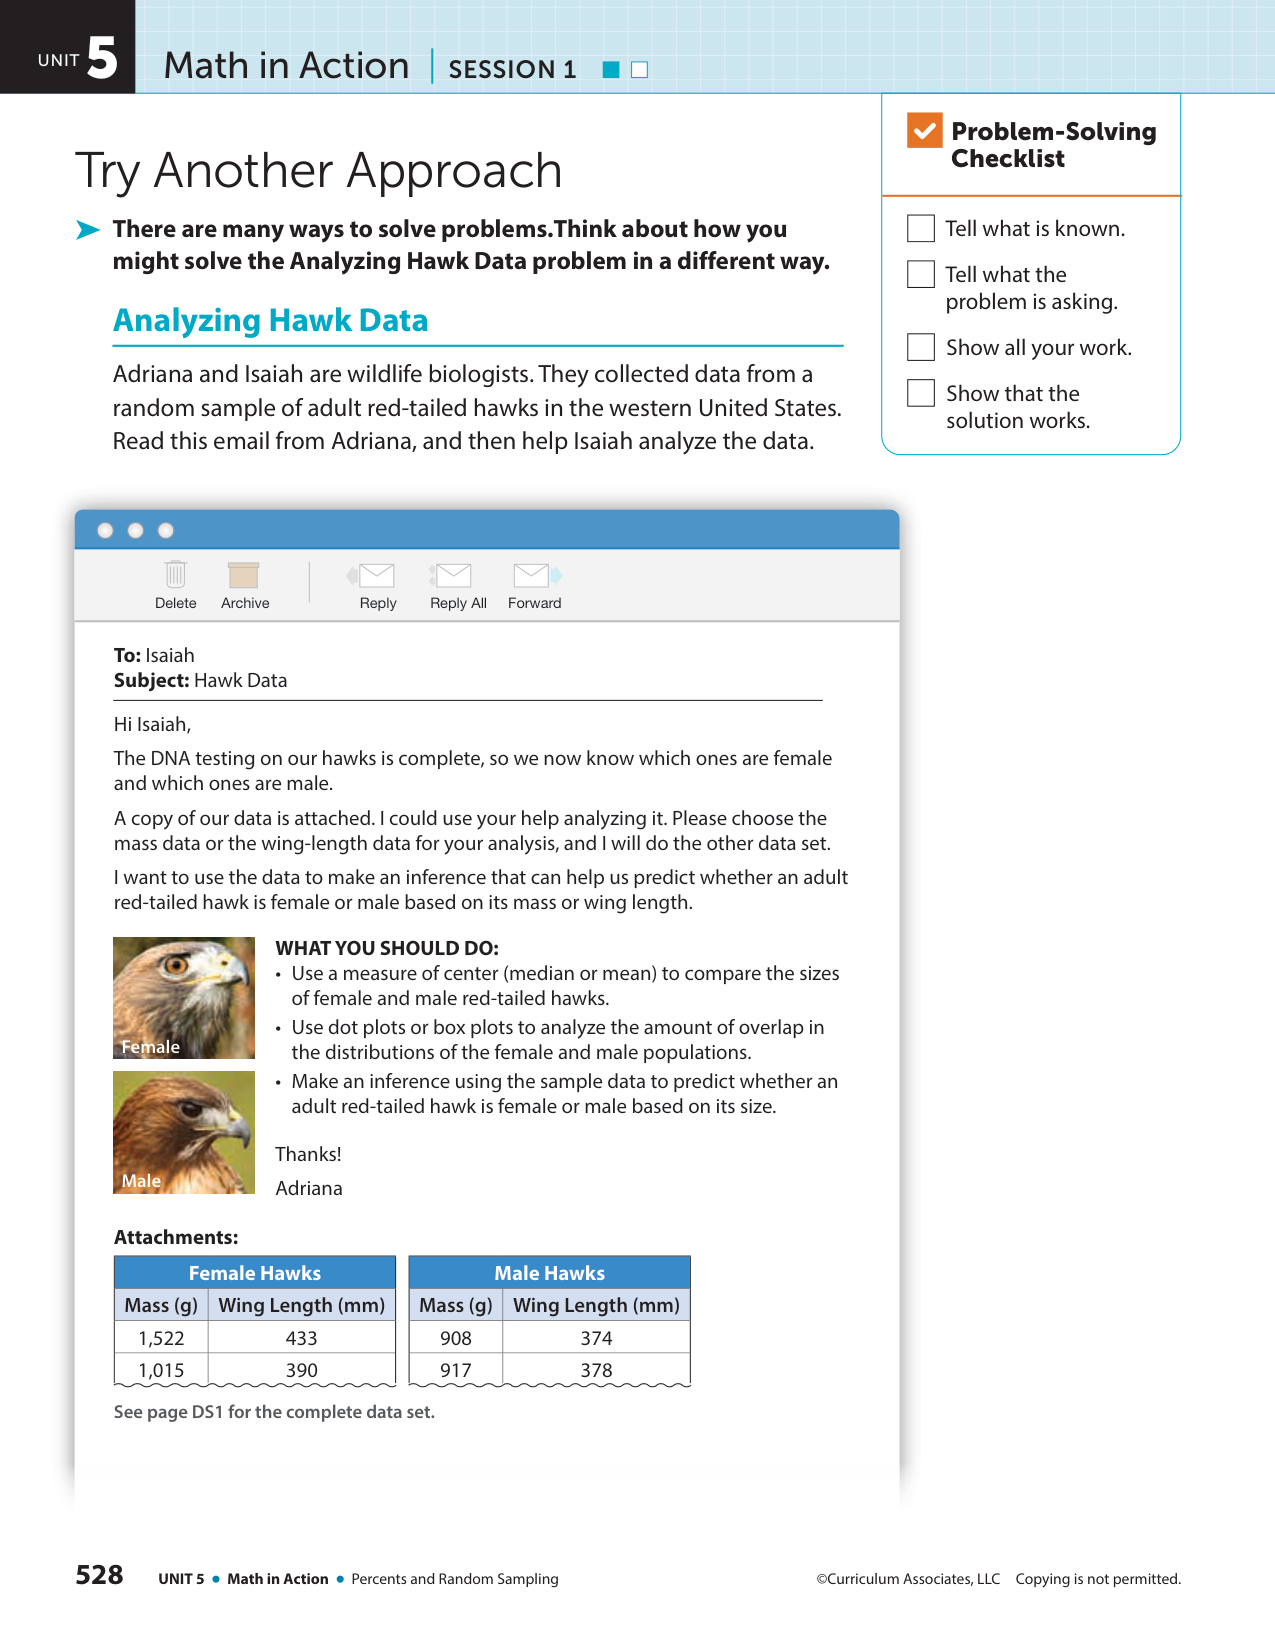 UNIT 5 Math in Action | SESSION 1
Try Another Approach
There are many ways to solve problems.Think about how you
might solve the Analyzing Hawk Data problem in a different way.
Analyzing Hawk Data
Adriana and Isaiah are wildlife biologists. They collected data from a
random sample of adult red-tailed hawks in the western United States.
Read this email from Adriana, and then help Isaiah analyze the data.
Problem-Solving
Checklist
Tell what is known.
Tell what the
problem is asking.
Show all your work.
Show that the
solution works.
Delete Archive Reply Reply All Forward
To: Isaiah
Subject: Hawk Data
Hi Isaiah,
The DNA testing on our hawks is complete, so we now know which ones are female
and which ones are male.
A copy of our data is attached. I could use your help analyzing it. Please choose the
mass data or the wing-length data for your analysis, and I will do the other data set.
I want to use the data to make an inference that can help us predict whether an adult
red-tailed hawk is female or male based on its mass or wing length.
Female
Male
WHAT YOU SHOULD DO:
• Use a measure of center (median or mean) to compare the sizes
of female and male red-tailed hawks.
• Use dot plots or box plots to analyze the amount of overlap in
the distributions of the female and male populations.
• Make an inference using the sample data to predict whether an
adult red-tailed hawk is female or male based on its size.
Thanks!
Adriana
Attachments:
Female Hawks
Mass (g) Wing Length (mm)
1,522 433
1,015 390
Male Hawks
Mass (g) Wing Length (mm)
908 374
917 378
See page DS1 for the complete data set.
528 UNIT 5 • Math in Action • Percents and Random Sampling
©Curriculum Associates, LLC Copying is not permitted.